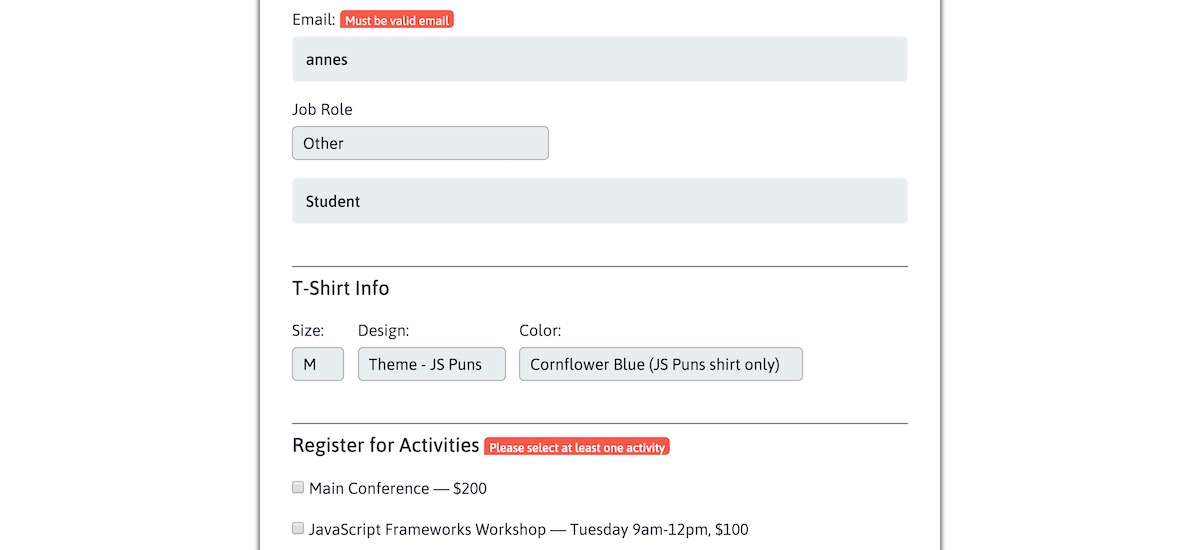 Email: Must be valid email
annes
Job Role
Other
Student
T-Shirt Info
Size: Design: Color:
M Theme - JS Puns Cornflower Blue (JS Puns shirt only)
Register for Activities Please select at least one activity
Main Conference — $200
JavaScript Frameworks Workshop — Tuesday 9am-12pm, $100